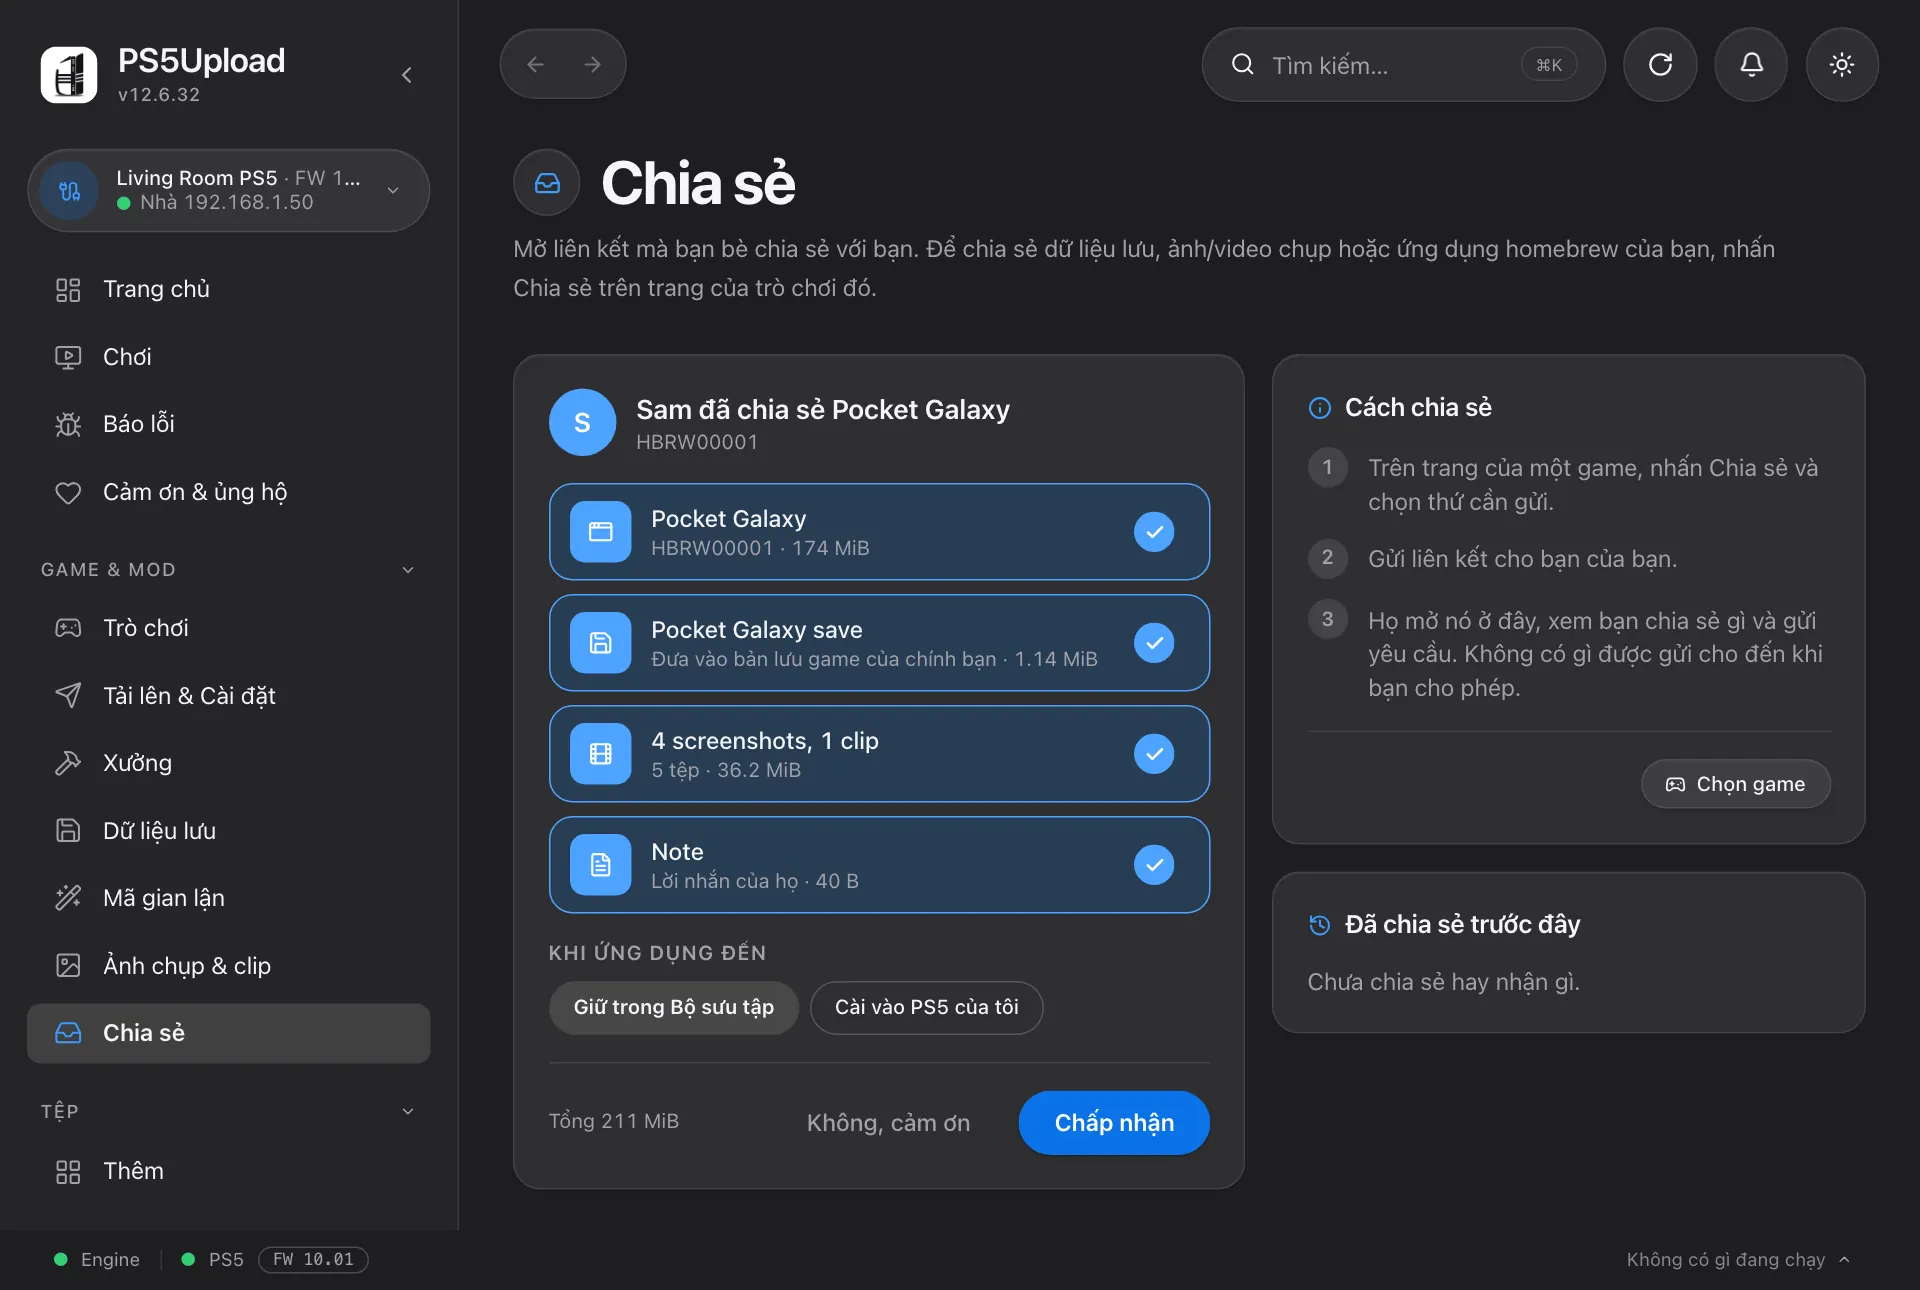 PS5Upload
v12.6.32
Living Room PS5 · FW 1...
Nhà 192.168.1.50
Trang chủ
Chơi
Báo lỗi
Cảm ơn & ủng hộ
GAME & MOD
Trò chơi
Tải lên & Cài đặt
Xưởng
Dữ liệu lưu
Mã gian lận
Ảnh chụp & clip
Chia sẻ
TỆP
Thêm
Tìm kiếm...
⌘K
Chia sẻ
Mở liên kết mà bạn bè chia sẻ với bạn. Để chia sẻ dữ liệu lưu, ảnh/video chụp hoặc ứng dụng homebrew của bạn, nhấn
Chia sẻ trên trang của trò chơi đó.
S
Sam đã chia sẻ Pocket Galaxy
HBRW00001
Pocket Galaxy
HBRW00001 · 174 MiB
Pocket Galaxy save
Đưa vào bản lưu game của chính bạn · 1.14 MiB
4 screenshots, 1 clip
5 tệp · 36.2 MiB
Note
Lời nhắn của họ · 40 B
KHI ỨNG DỤNG ĐẾN
Giữ trong Bộ sưu tập
Cài vào PS5 của tôi
Tổng 211 MiB
Không, cảm ơn
Chấp nhận
Cách chia sẻ
1
Trên trang của một game, nhấn Chia sẻ và
chọn thứ cần gửi.
2
Gửi liên kết cho bạn của bạn.
3
Họ mở nó ở đây, xem bạn chia sẻ gì và gửi
yêu cầu. Không có gì được gửi cho đến khi
bạn cho phép.
Chọn game
Đã chia sẻ trước đây
Chưa chia sẻ hay nhận gì.
Engine
PS5
FW 10.01
Không có gì đang chạy